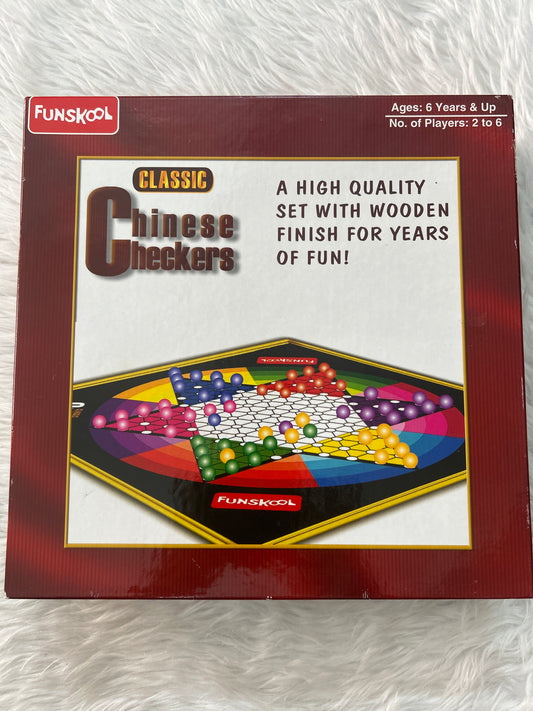 FUNSKOOL
Ages: 6 Years & Up
No. of Players: 2 to 6
CLASSIC
Chinese
Checkers
A HIGH QUALITY
SET WITH WOODEN
FINISH FOR YEARS
OF FUN!
FUNSKOOL
FUNSKOOL